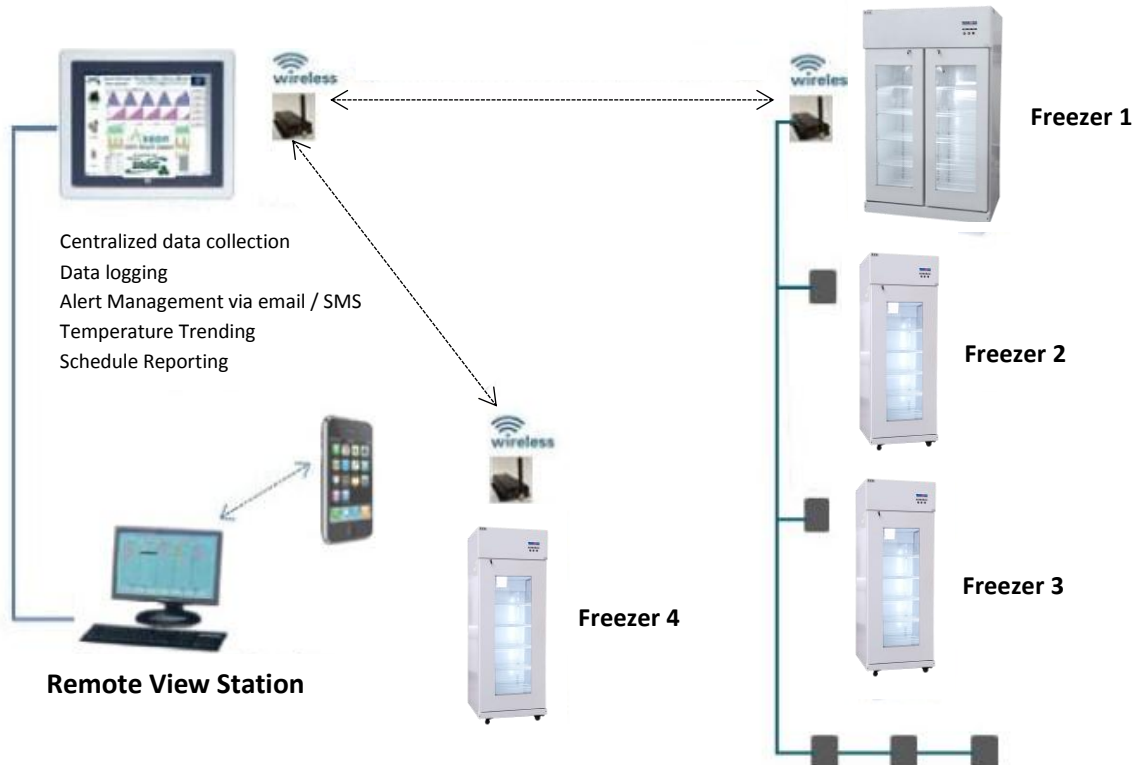 wireless
wireles
Freezer 1
Centralized data collection
Data logging
Alert Management via email / SMS
Temperature Trending
Schedule Reporting
Freezer 2
wireless
Freezer 3
Freezer 4
Remote View Station